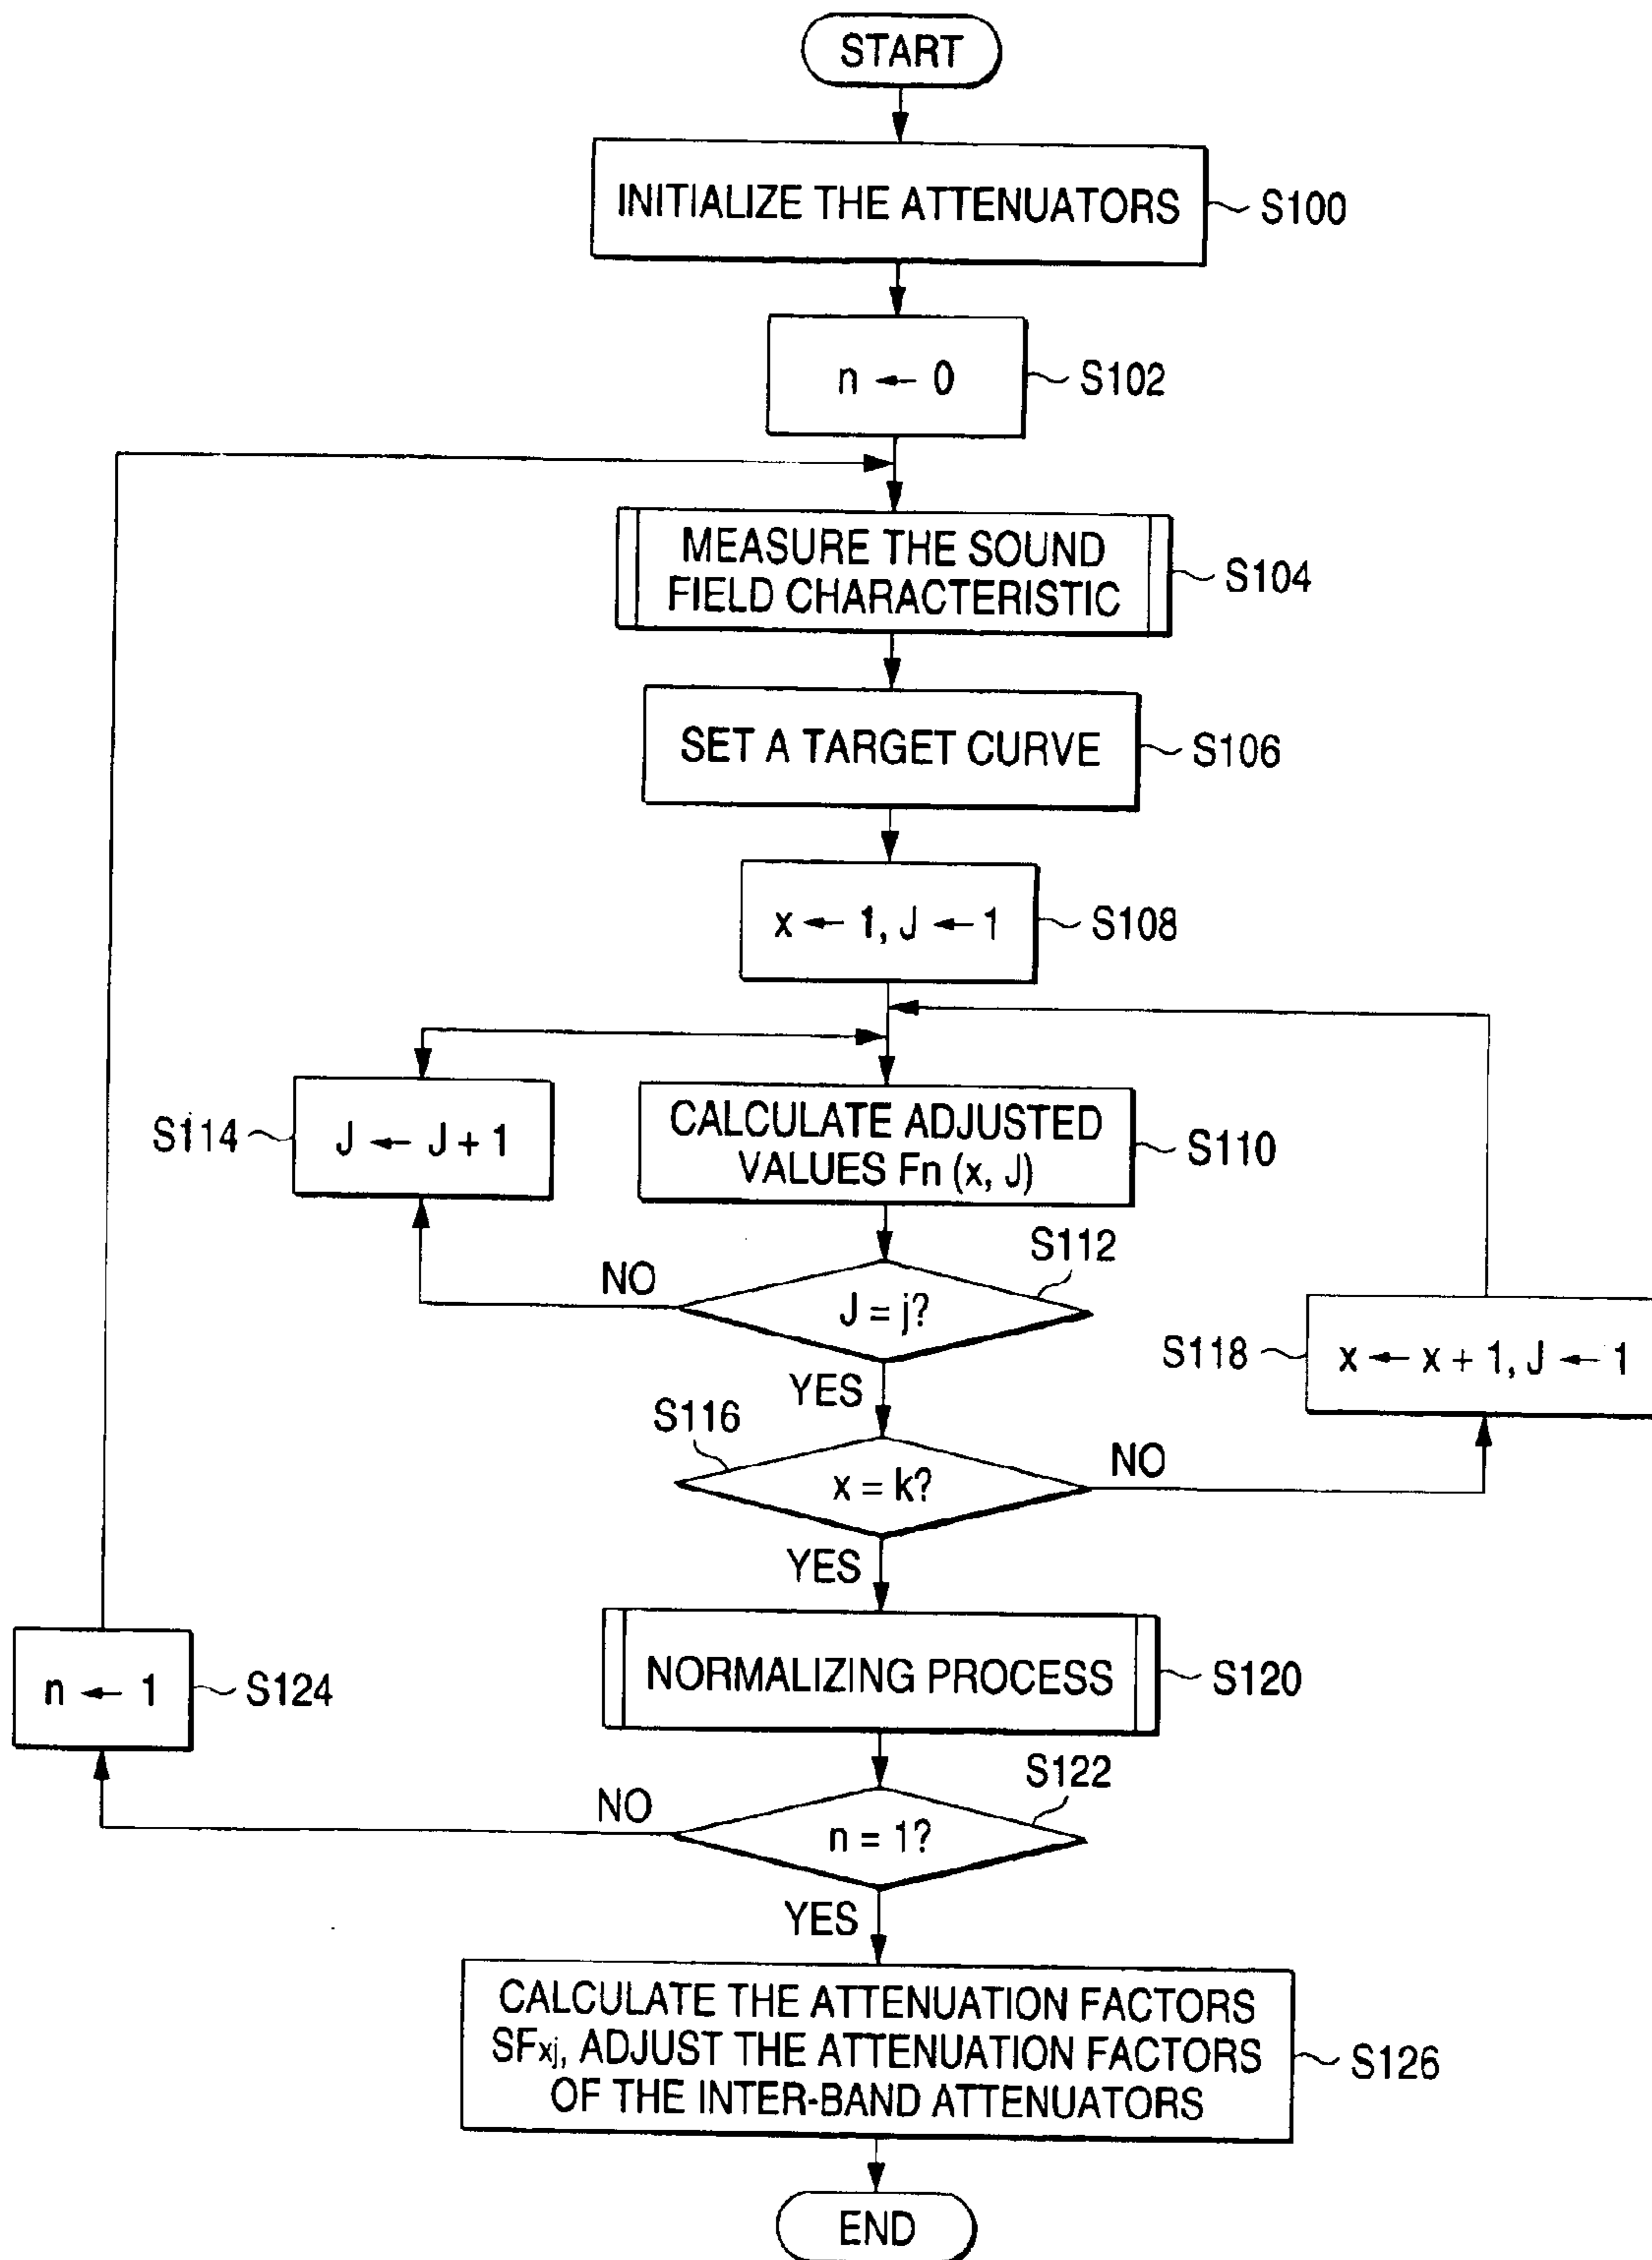 START
INITIALIZE THE ATTENUATORS
S100
n ← 0
S102
MEASURE THE SOUND
FIELD CHARACTERISTIC
S104
SET A TARGET CURVE
S106
x ← 1, J ← 1
S108
S114
J ← J + 1
CALCULATE ADJUSTED
VALUES Fn (x, J)
S110
S112
NO
J = j?
YES
S118
x ← x + 1, J ← 1
S116
x = k?
NO
YES
NORMALIZING PROCESS
S120
n ← 1
S124
S122
NO
n = 1?
YES
CALCULATE THE ATTENUATION FACTORS
SFxj, ADJUST THE ATTENUATION FACTORS
OF THE INTER-BAND ATTENUATORS
S126
END